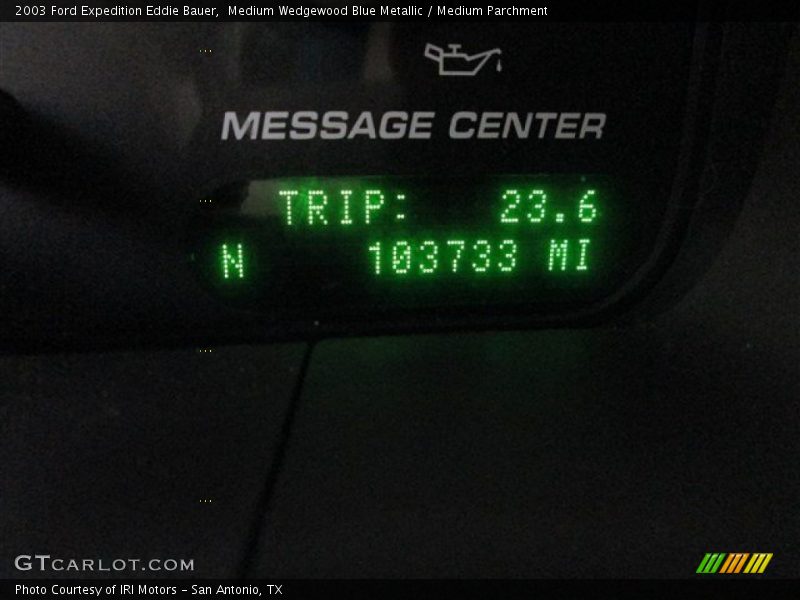 2003 Ford Expedition Eddie Bauer,  Medium Wedgewood Blue Metallic / Medium Parchment
MESSAGE CENTER
TRIP: 23.6
N 103733 MI
GTCARLOT.COM
Photo Courtesy of IRI Motors - San Antonio, TX